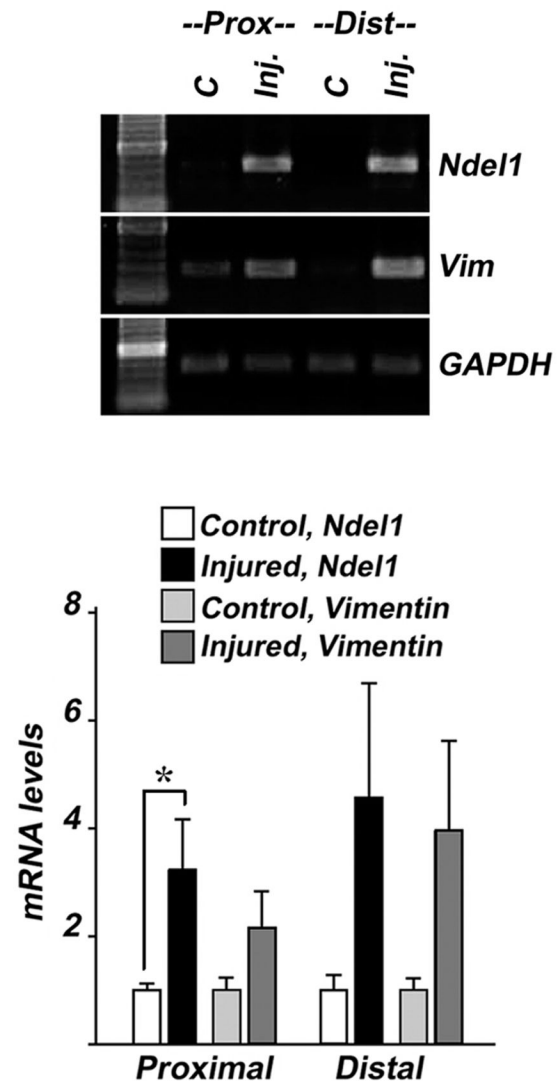 --Prox-- --Dist--
C Inj. C Inj.
Ndel1
Vim
GAPDH
Control, Ndel1
Injured, Ndel1
Control, Vimentin
Injured, Vimentin
8
6
4
2
mRNA levels
*
Proximal Distal